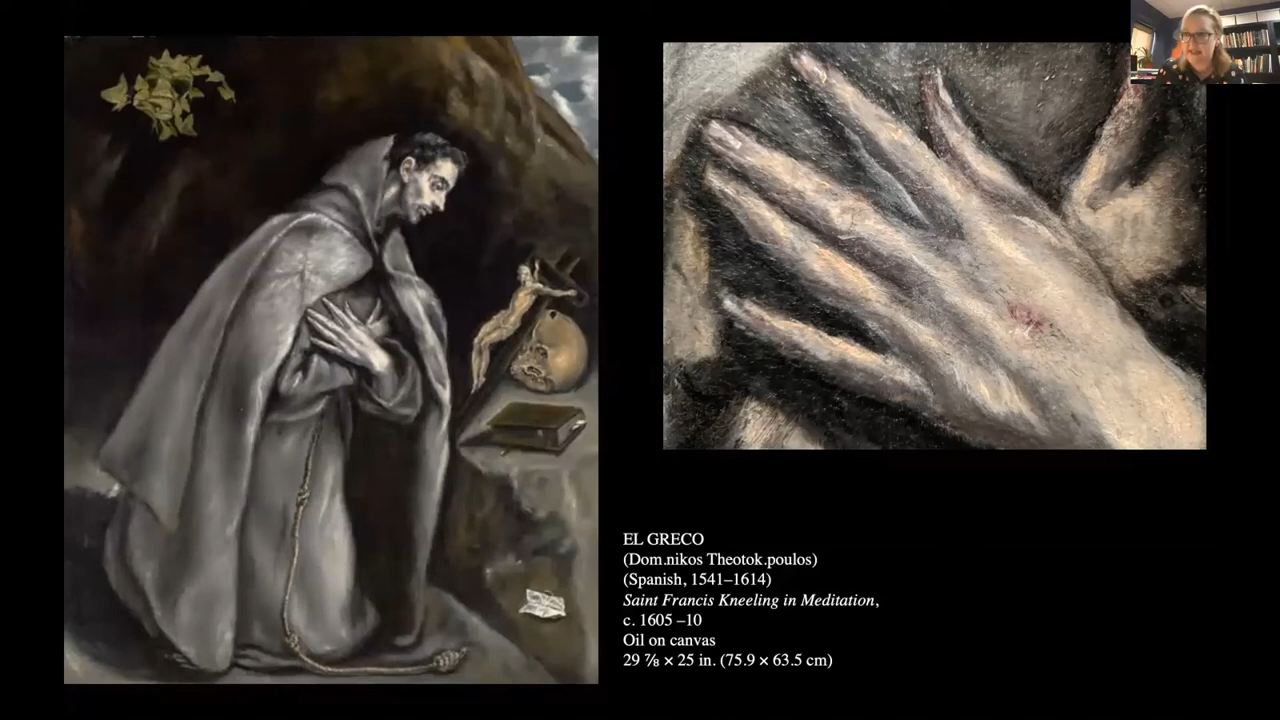 EL GRECO
(Dom.nikos Theotok.poulos)
(Spanish, 1541–1614)
Saint Francis Kneeling in Meditation,
c. 1605 –10
Oil on canvas
29 ⅞ × 25 in. (75.9 × 63.5 cm)